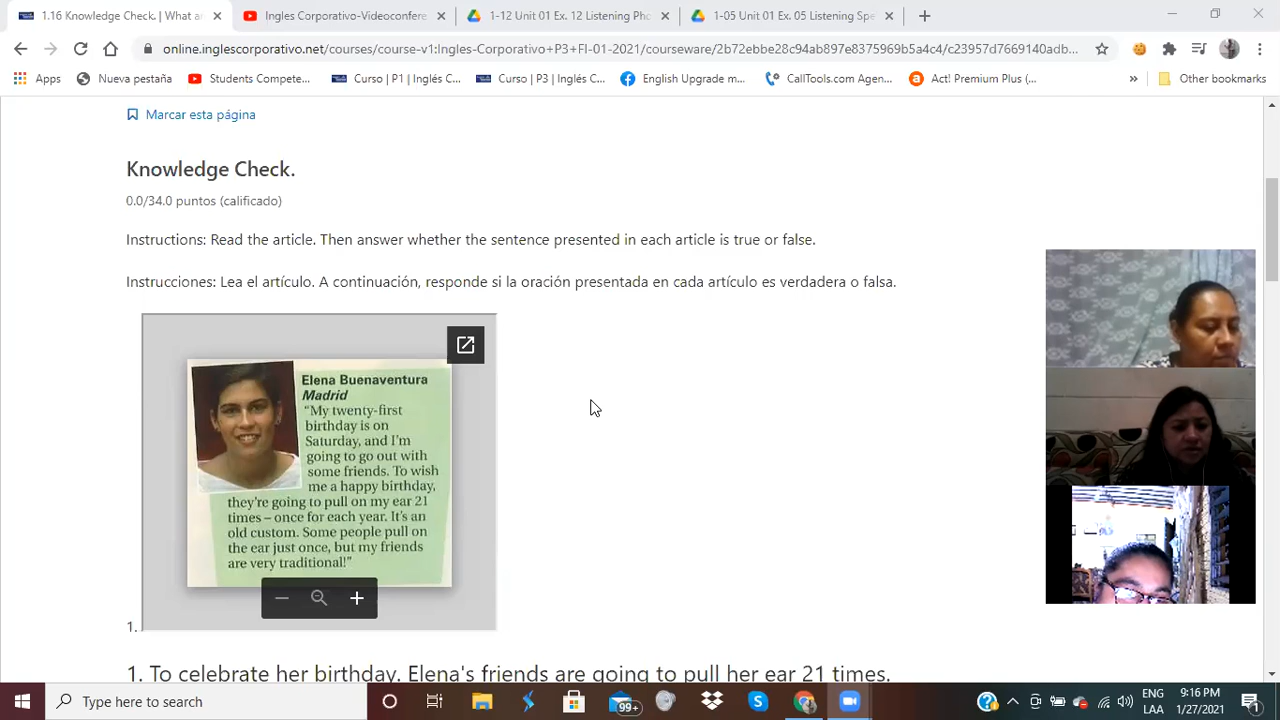 1.16 Knowledge Check. | What ar
Ingles Corporativo-Videoconfere
1-12 Unit 01 Ex. 12 Listening Pho
1-05 Unit 01 Ex. 05 Listening Spe
online.inglescorporativo.net/courses/course-v1:Ingles-Corporativo+P3+FI-01-2021/courseware/2b72ebbe28c94ab897e8375969b5a4c4/c23957d7669140adb...
Apps
Nueva pestaña
Students Compete...
Curso | P1 | Inglés C...
Curso | P3 | Inglés C...
English Upgrade m...
CallTools.com Agen...
Act! Premium Plus (...
»
Other bookmarks
Marcar esta página
Knowledge Check.
0.0/34.0 puntos (calificado)
Instructions: Read the article. Then answer whether the sentence presented in each article is true or false.
Instrucciones: Lea el artículo. A continuación, responde si la oración presentada en cada artículo es verdadera o falsa.
Elena Buenaventura
Madrid
"My twenty-first
birthday is on
Saturday, and I'm
going to go out with
some friends. To wish
me a happy birthday,
they're going to pull on my ear 21
times – once for each year. It's an
old custom. Some people pull on
the ear just once, but my friends
are very traditional!"
1.
1. To celebrate her birthday. Elena's friends are going to pull her ear 21 times.
Type here to search
99+
ENG
LAA
9:16 PM
1/27/2021
1